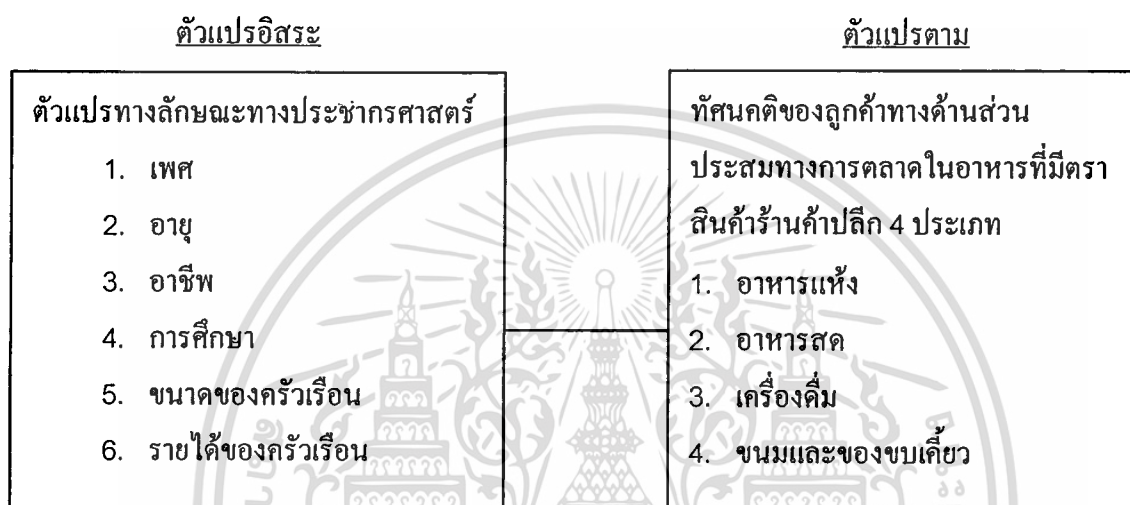 ตัวแปรอิสระ
ตัวแปรทางลักษณะทางประชากรศาสตร์
1. เพศ
2. อายุ
3. อาชีพ
4. การศึกษา
5. ขนาดของครัวเรือน
6. รายได้ของครัวเรือน
ตัวแปรตาม
ทัศนคติของลูกค้าทางด้านส่วน
ประสมทางการตลาดในอาหารที่มีตรา
สินค้าร้านค้าปลีก 4 ประเภท
1. อาหารแห้ง
2. อาหารสด
3. เครื่องดื่ม
4. ขนมและของขบเคี้ยว